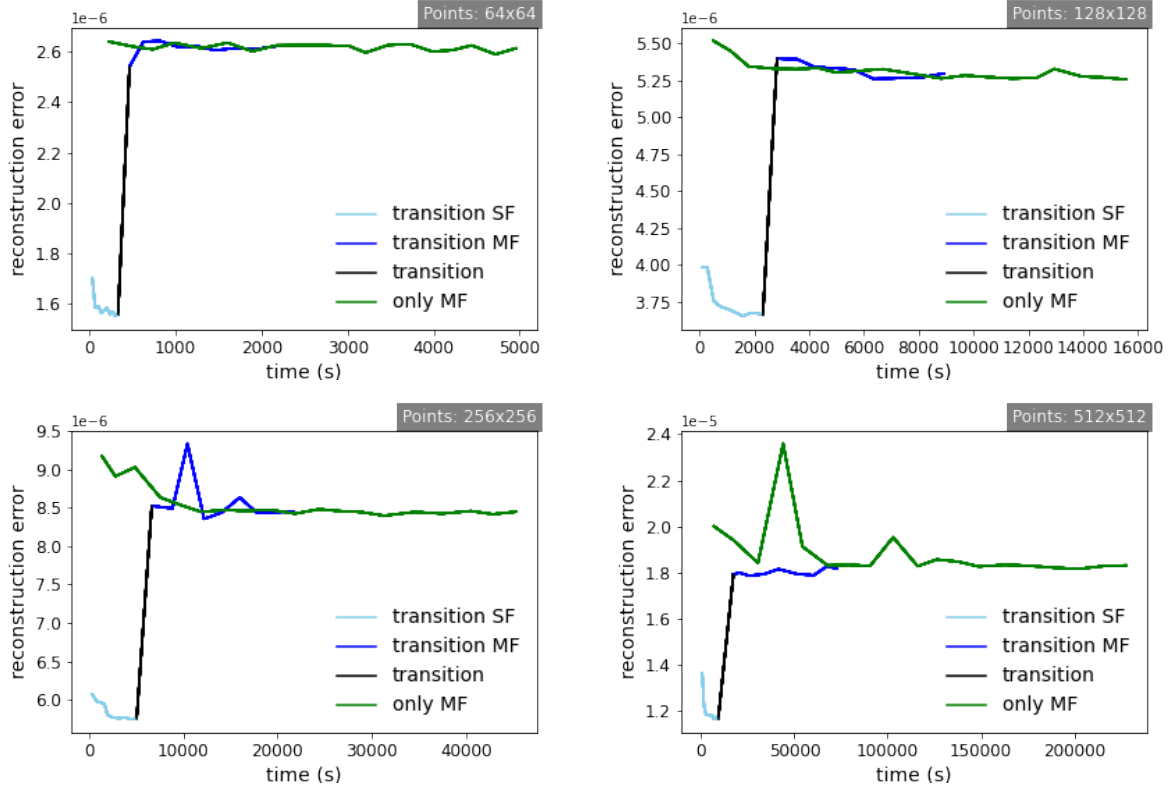 Points: 64x64
1e−6
reconstruction error
2.6
2.4
2.2
2.0
1.8
1.6
transition SF
transition MF
transition
only MF
0 1000 2000 3000 4000 5000
time (s)
Points: 128x128
1e−6
reconstruction error
5.50
5.25
5.00
4.75
4.50
4.25
4.00
3.75
transition SF
transition MF
transition
only MF
0 2000 4000 6000 8000 10000 12000 14000 16000
time (s)
Points: 256x256
1e−6
reconstruction error
9.5
9.0
8.5
8.0
7.5
7.0
6.5
6.0
transition SF
transition MF
transition
only MF
0 10000 20000 30000 40000
time (s)
Points: 512x512
1e−5
reconstruction error
2.4
2.2
2.0
1.8
1.6
1.4
1.2
transition SF
transition MF
transition
only MF
0 50000 100000 150000 200000
time (s)